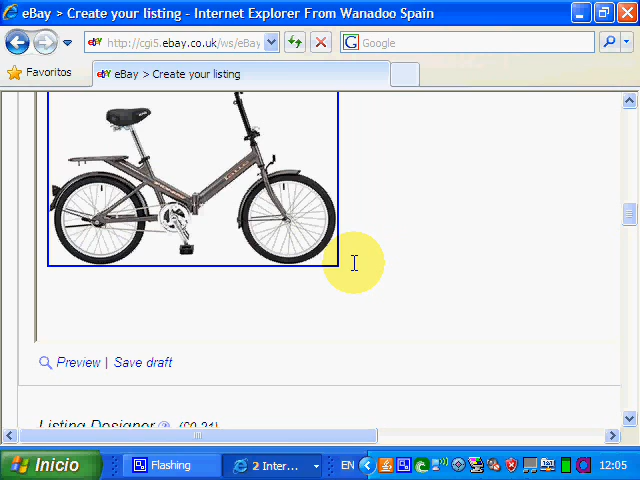 eBay > Create your listing - Internet Explorer From Wanadoo Spain
http://cgi5.ebay.co.uk/ws/eBay
Google
Favoritos
eBay > Create your listing
Preview | Save draft
Listing Designer (£0.21)
Inicio
Flashing
2 Inter...
EN
12:05